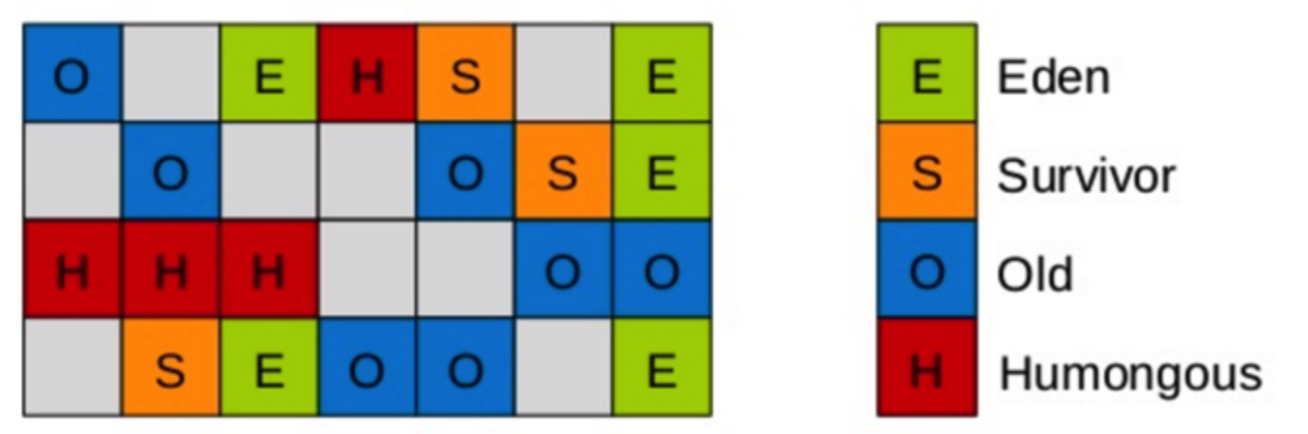 O E H S E
O O S E
H H H O O
S E O O E
E Eden
S Survivor
O Old
H Humongous